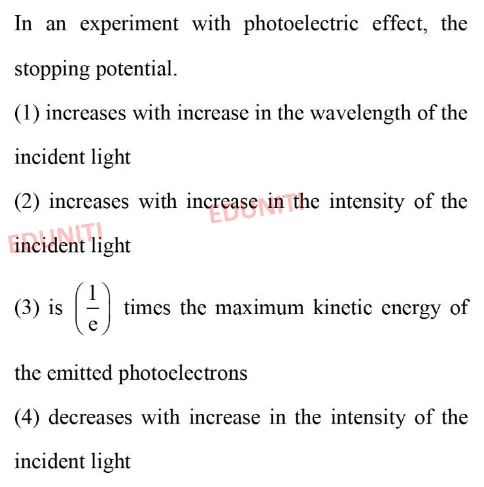 In an experiment with photoelectric effect, the
stopping potential.
(1) increases with increase in the wavelength of the
incident light
(2) increases with increase in the intensity of the
EDUNITI
EDUNITI
incident light
(3) is (1/e) times the maximum kinetic energy of
the emitted photoelectrons
(4) decreases with increase in the intensity of the
incident light